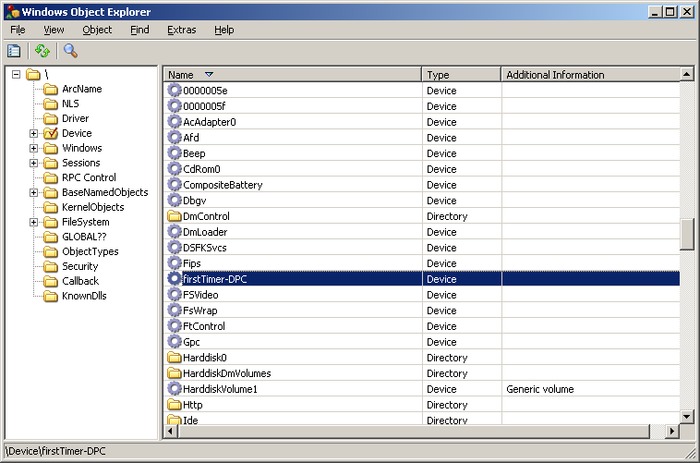 Windows Object Explorer
File View Object Find Extras Help
\
ArcName
NLS
Driver
Device
Windows
Sessions
RPC Control
BaseNamedObjects
KernelObjects
FileSystem
GLOBAL??
ObjectTypes
Security
Callback
KnownDlls
Name Type Additional Information
0000005e Device
0000005f Device
AcAdapter0 Device
Afd Device
Beep Device
CdRom0 Device
CompositeBattery Device
Dbgv Device
DmControl Directory
DmLoader Device
DSFKSvcs Device
Fips Device
firstTimer-DPC Device
FSVideo Device
FsWrap Device
FtControl Device
Gpc Device
Harddisk0 Directory
HarddiskDmVolumes Directory
HarddiskVolume1 Device Generic volume
Http Directory
Ide Directory
\Device\firstTimer-DPC